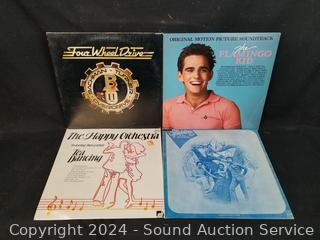 Four Wheel Drive
ORIGINAL MOTION PICTURE SOUNDTRACK
The
FLAMINGO
KID
The Happy Orchestra
Tea
Dancing
Copyright 2024 - Sound Auction Service